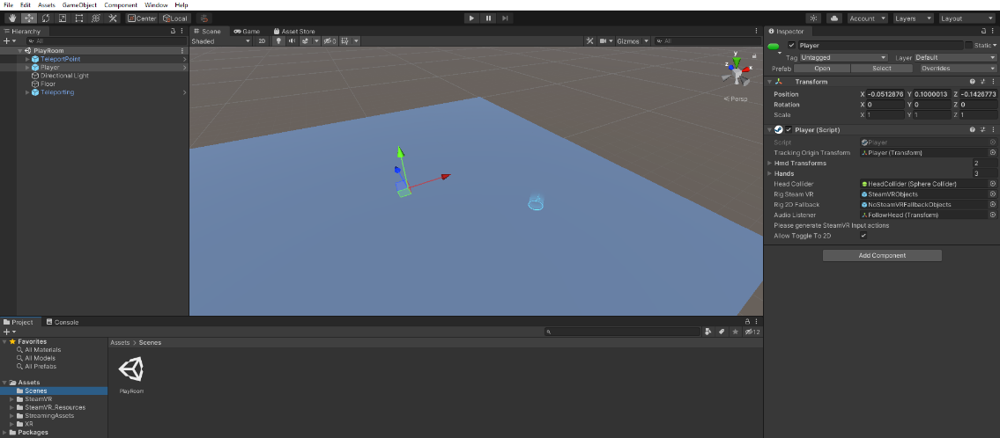 File Edit Assets GameObject Component Window Help
Center Local
Account Layers Layout
Hierarchy
All
PlayRoom
TeleportPoint
Player
Directional Light
Floor
Teleporting
Scene Game Asset Store
Shaded 2D 0 Gizmos All
y
z x
Persp
Inspector
Player Static
Tag Untagged Layer Default
Prefab Open Select Overrides
Transform
Position X -0.0512876 Y 0.1000013 Z -0.1426773
Rotation X 0 Y 0 Z 0
Scale X 1 Y 1 Z 1
Player (Script)
Script Player
Tracking Origin Transform Player (Transform)
Hmd Transforms 2
Hands 3
Head Collider HeadCollider (Sphere Collider)
Rig Steam VR SteamVRObjects
Rig 2D Fallback NoSteamVRFallbackObjects
Audio Listener FollowHead (Transform)
Please generate SteamVR Input actions
Allow Toggle To 2D
Add Component
Project Console
12
Favorites
All Materials
All Models
All Prefabs
Assets
Scenes
SteamVR
SteamVR_Resources
StreamingAssets
XR
Packages
Assets > Scenes
PlayRoom